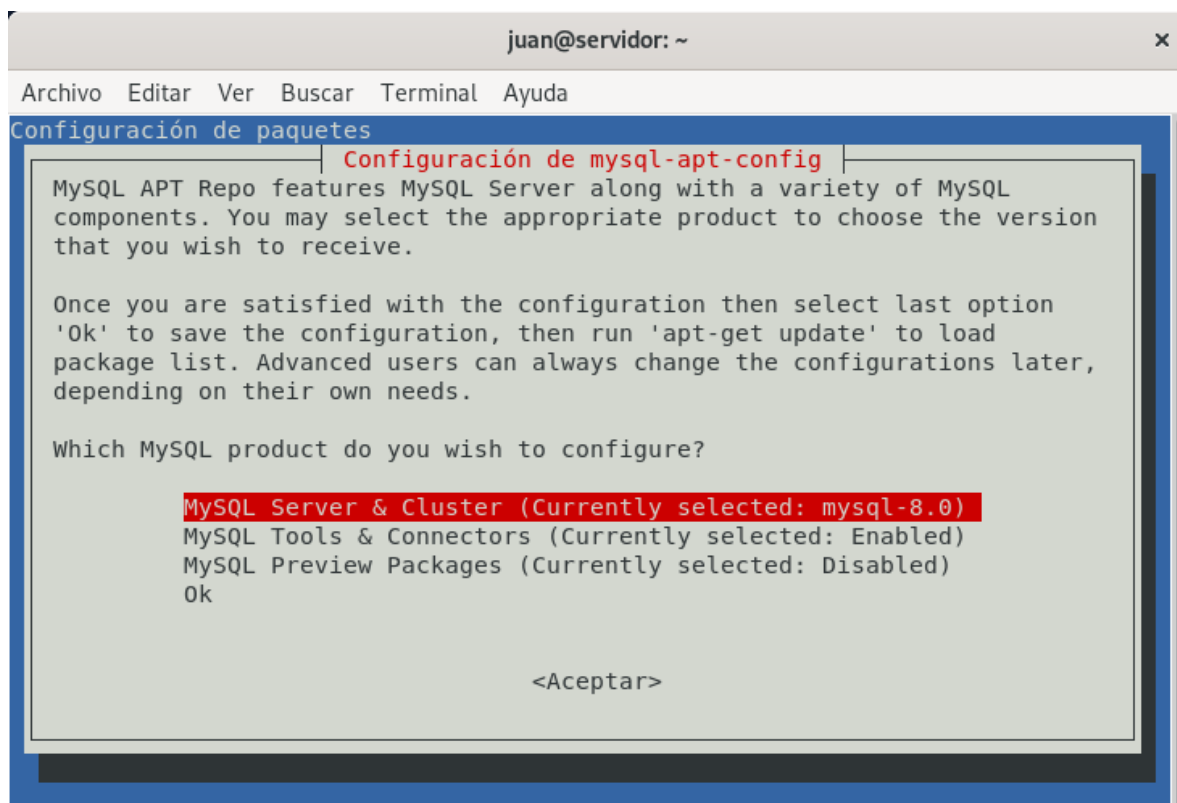 juan@servidor: ~ ×
Archivo Editar Ver Buscar Terminal Ayuda
Configuración de paquetes
Configuración de mysql-apt-config
MySQL APT Repo features MySQL Server along with a variety of MySQL
components. You may select the appropriate product to choose the version
that you wish to receive.
Once you are satisfied with the configuration then select last option
'Ok' to save the configuration, then run 'apt-get update' to load
package list. Advanced users can always change the configurations later,
depending on their own needs.
Which MySQL product do you wish to configure?
MySQL Server & Cluster (Currently selected: mysql-8.0)
MySQL Tools & Connectors (Currently selected: Enabled)
MySQL Preview Packages (Currently selected: Disabled)
Ok
<Aceptar>